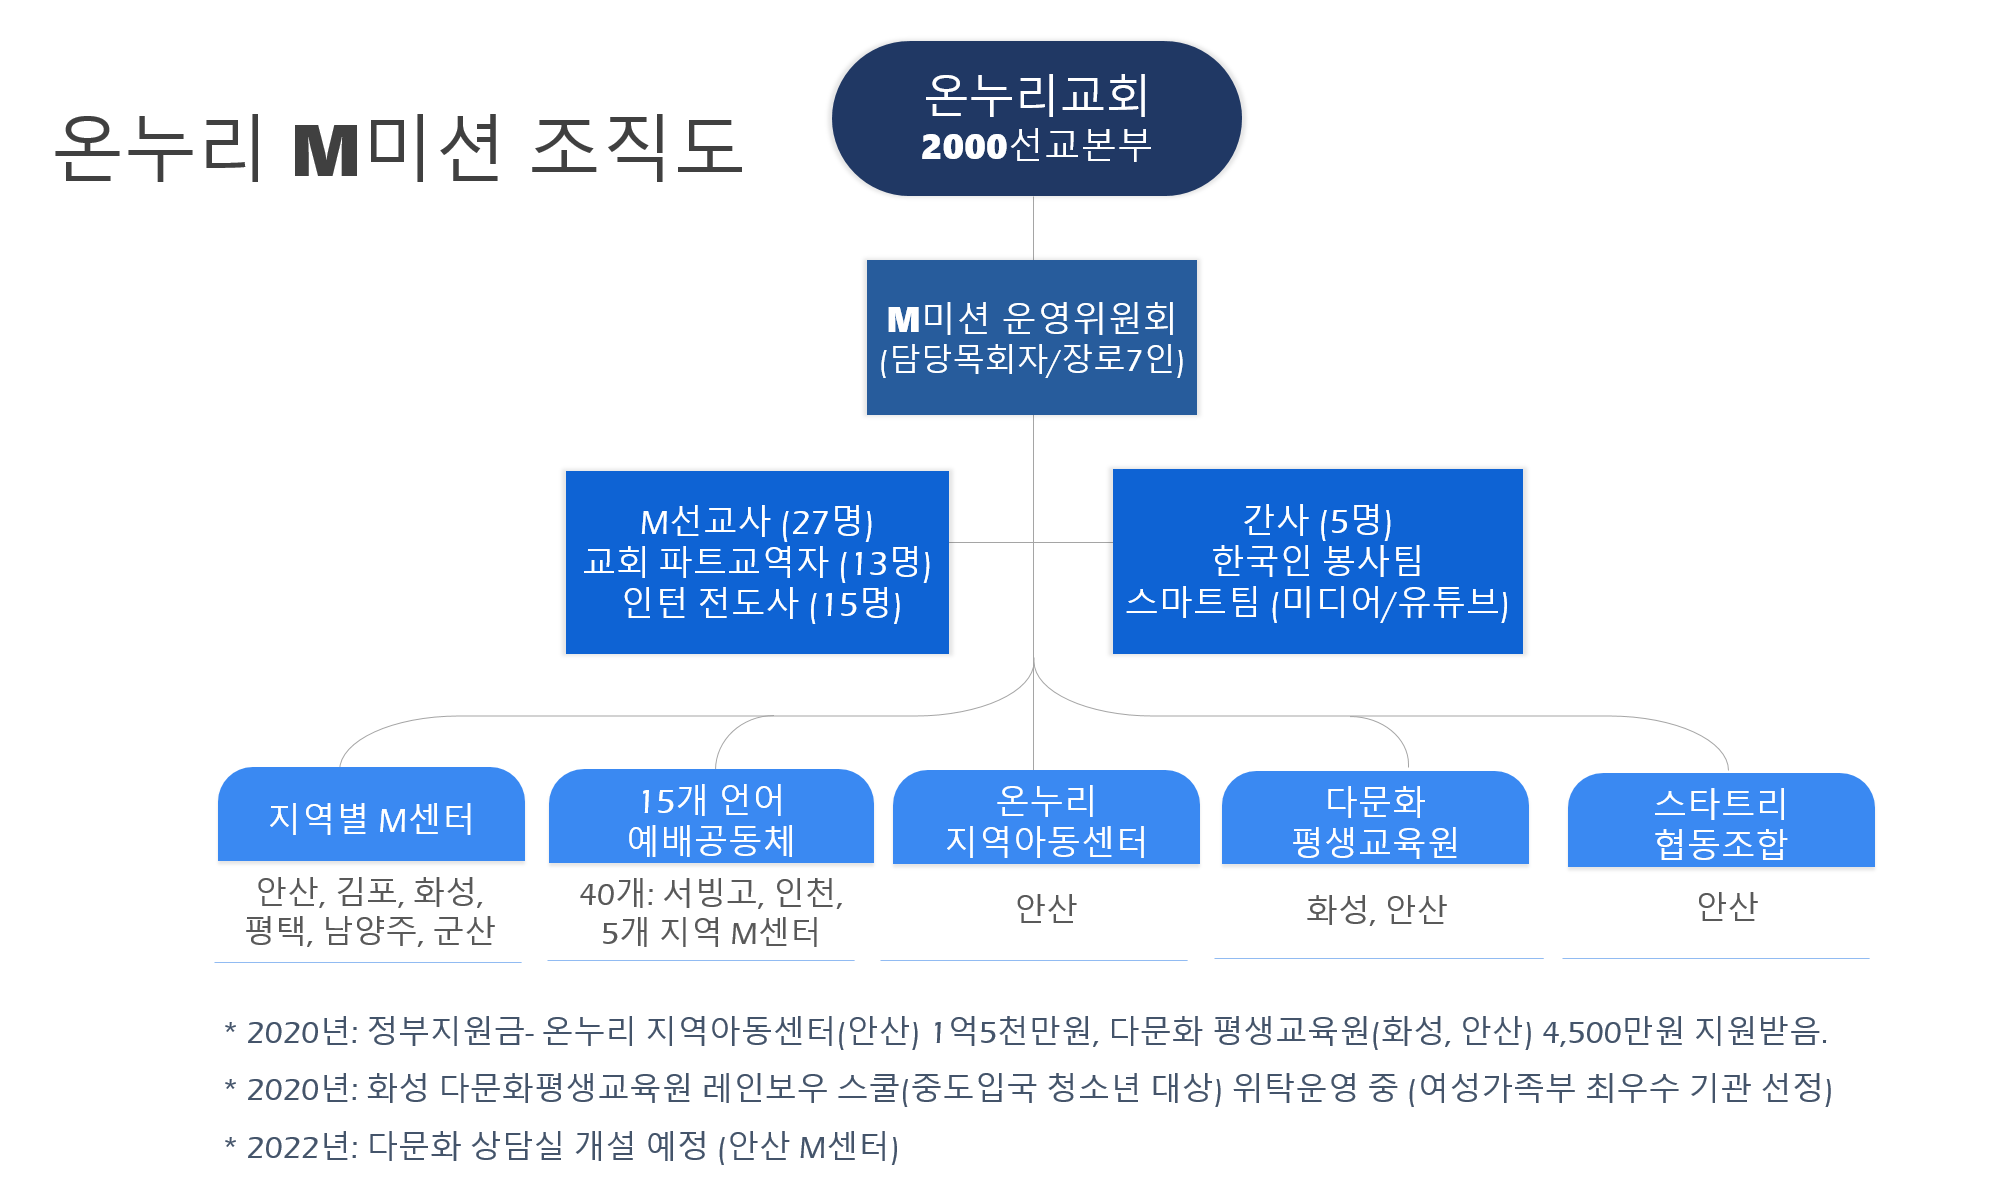 온누리 M미션 조직도
온누리교회
2000선교본부
M미션 운영위원회
(담당목회자/장로7인)
M선교사 (27명)
교회 파트교역자 (13명)
인턴 전도사 (15명)
간사 (5명)
한국인 봉사팀
스마트팀 (미디어/유튜브)
지역별 M센터
안산, 김포, 화성,
평택, 남양주, 군산
15개 언어
예배공동체
40개: 서빙고, 인천,
5개 지역 M센터
온누리
지역아동센터
안산
다문화
평생교육원
화성, 안산
스타트리
협동조합
안산
* 2020년: 정부지원금- 온누리 지역아동센터(안산) 1억5천만원, 다문화 평생교육원(화성, 안산) 4,500만원 지원받음.
* 2020년: 화성 다문화평생교육원 레인보우 스쿨(중도입국 청소년 대상) 위탁운영 중 (여성가족부 최우수 기관 선정)
* 2022년: 다문화 상담실 개설 예정 (안산 M센터)